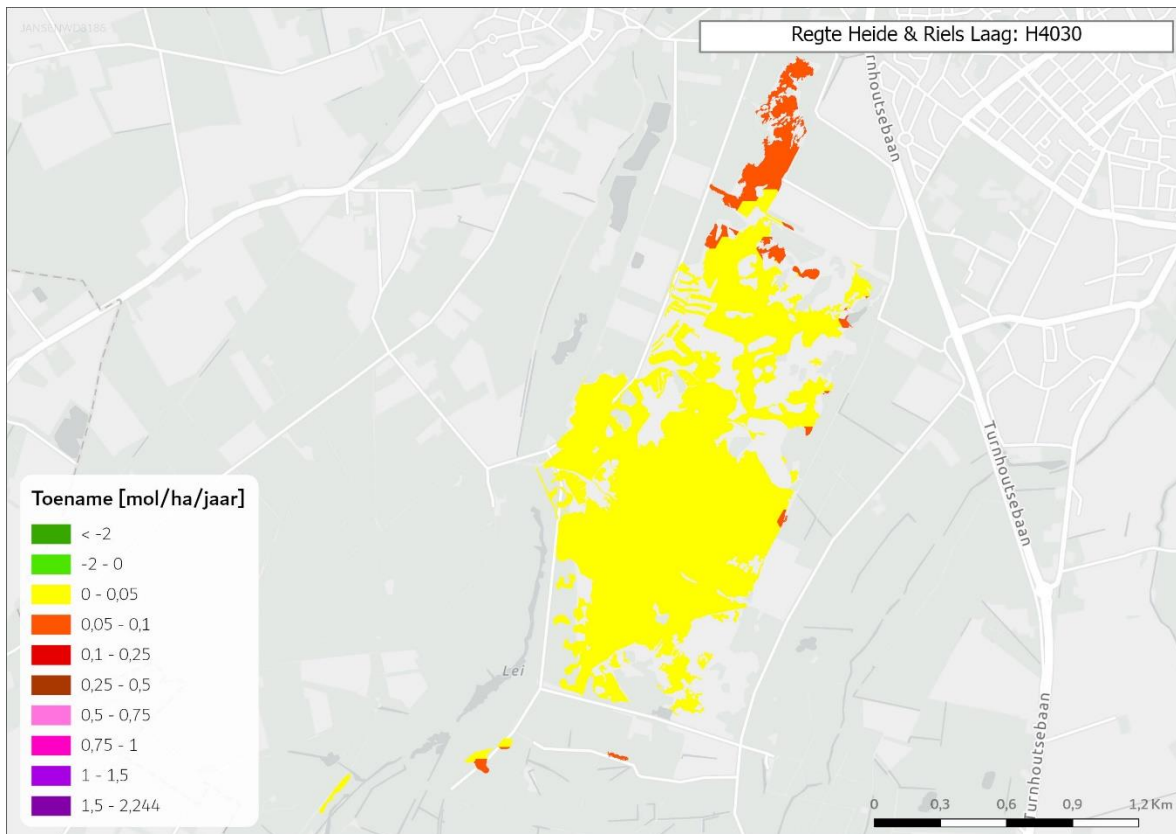 JANSENWD8186
Regte Heide & Riels Laag: H4030
Turnhoutsebaan
Turnhoutsebaan
Turnhoutsebaan
Lei
Toename [mol/ha/jaar]
< -2
-2 - 0
0 - 0,05
0,05 - 0,1
0,1 - 0,25
0,25 - 0,5
0,5 - 0,75
0,75 - 1
1 - 1,5
1,5 - 2,244
0 0,3 0,6 0,9 1,2 Km